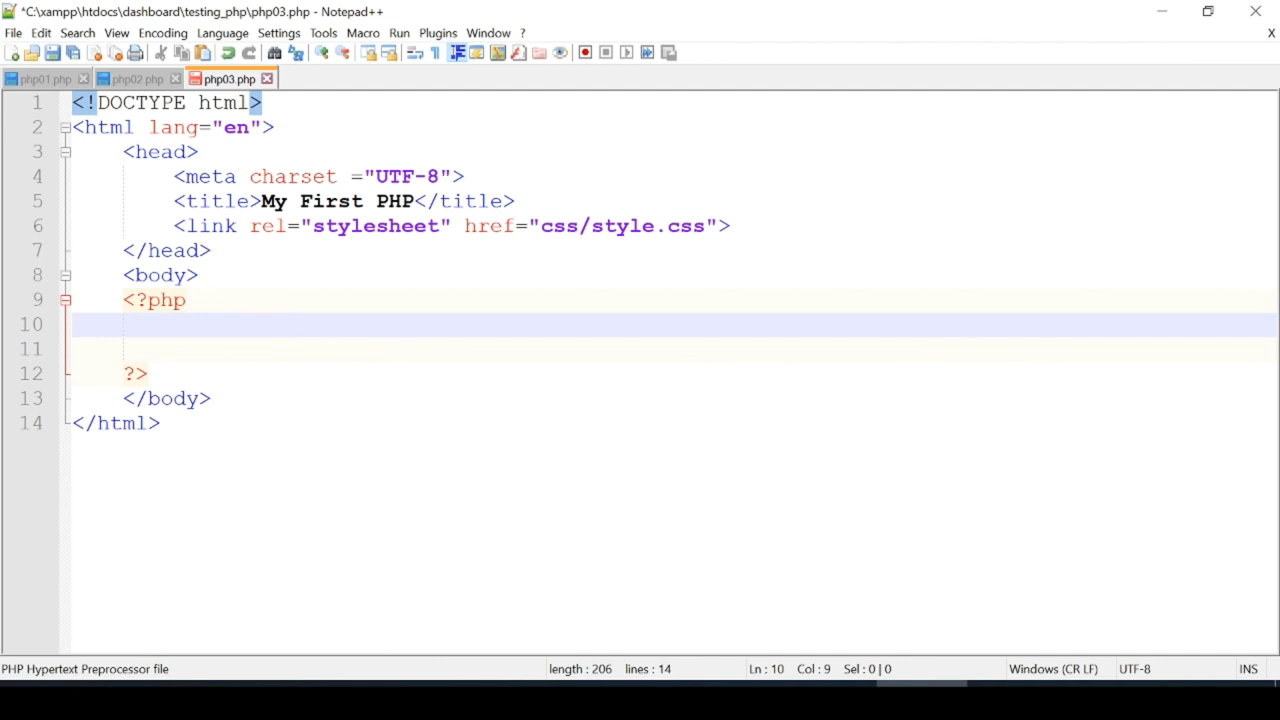 *C:\xampp\htdocs\dashboard\testing_php\php03.php - Notepad++
File Edit Search View Encoding Language Settings Tools Macro Run Plugins Window ? X
php01.php php02.php php03.php
1 <!DOCTYPE html>
2 <html lang="en">
3 <head>
4 <meta charset ="UTF-8">
5 <title>My First PHP</title>
6 <link rel="stylesheet" href="css/style.css">
7 </head>
8 <body>
9 <?php
10
11
12 ?>
13 </body>
14 </html>
PHP Hypertext Preprocessor file length : 206 lines : 14 Ln : 10 Col : 9 Sel : 0 | 0 Windows (CR LF) UTF-8 INS